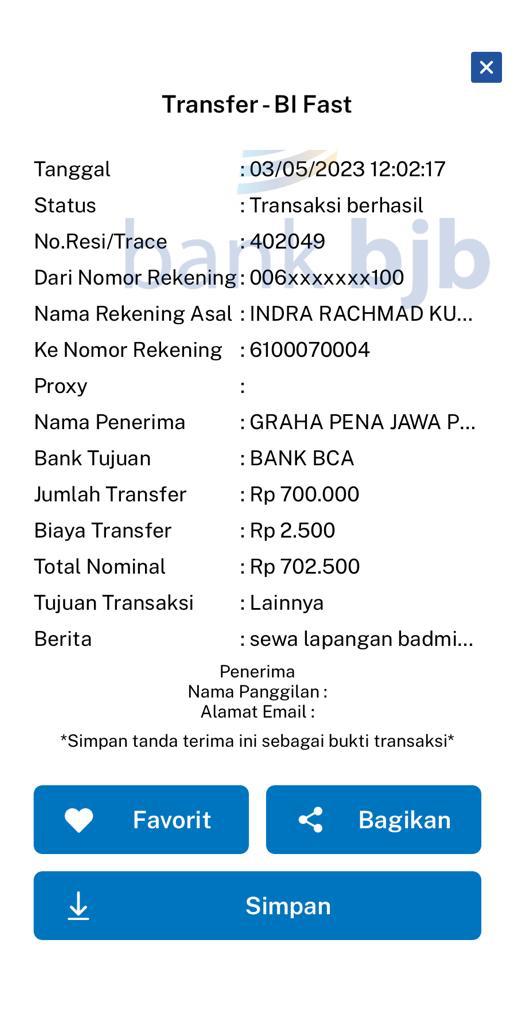 Transfer - BI Fast
bank bjb
Tanggal : 03/05/2023 12:02:17
Status : Transaksi berhasil
No.Resi/Trace : 402049
Dari Nomor Rekening : 006xxxxxxx100
Nama Rekening Asal : INDRA RACHMAD KU...
Ke Nomor Rekening : 6100070004
Proxy :
Nama Penerima : GRAHA PENA JAWA P...
Bank Tujuan : BANK BCA
Jumlah Transfer : Rp 700.000
Biaya Transfer : Rp 2.500
Total Nominal : Rp 702.500
Tujuan Transaksi : Lainnya
Berita : sewa lapangan badmi...
Penerima
Nama Panggilan :
Alamat Email :
*Simpan tanda terima ini sebagai bukti transaksi*
Favorit
Bagikan
Simpan